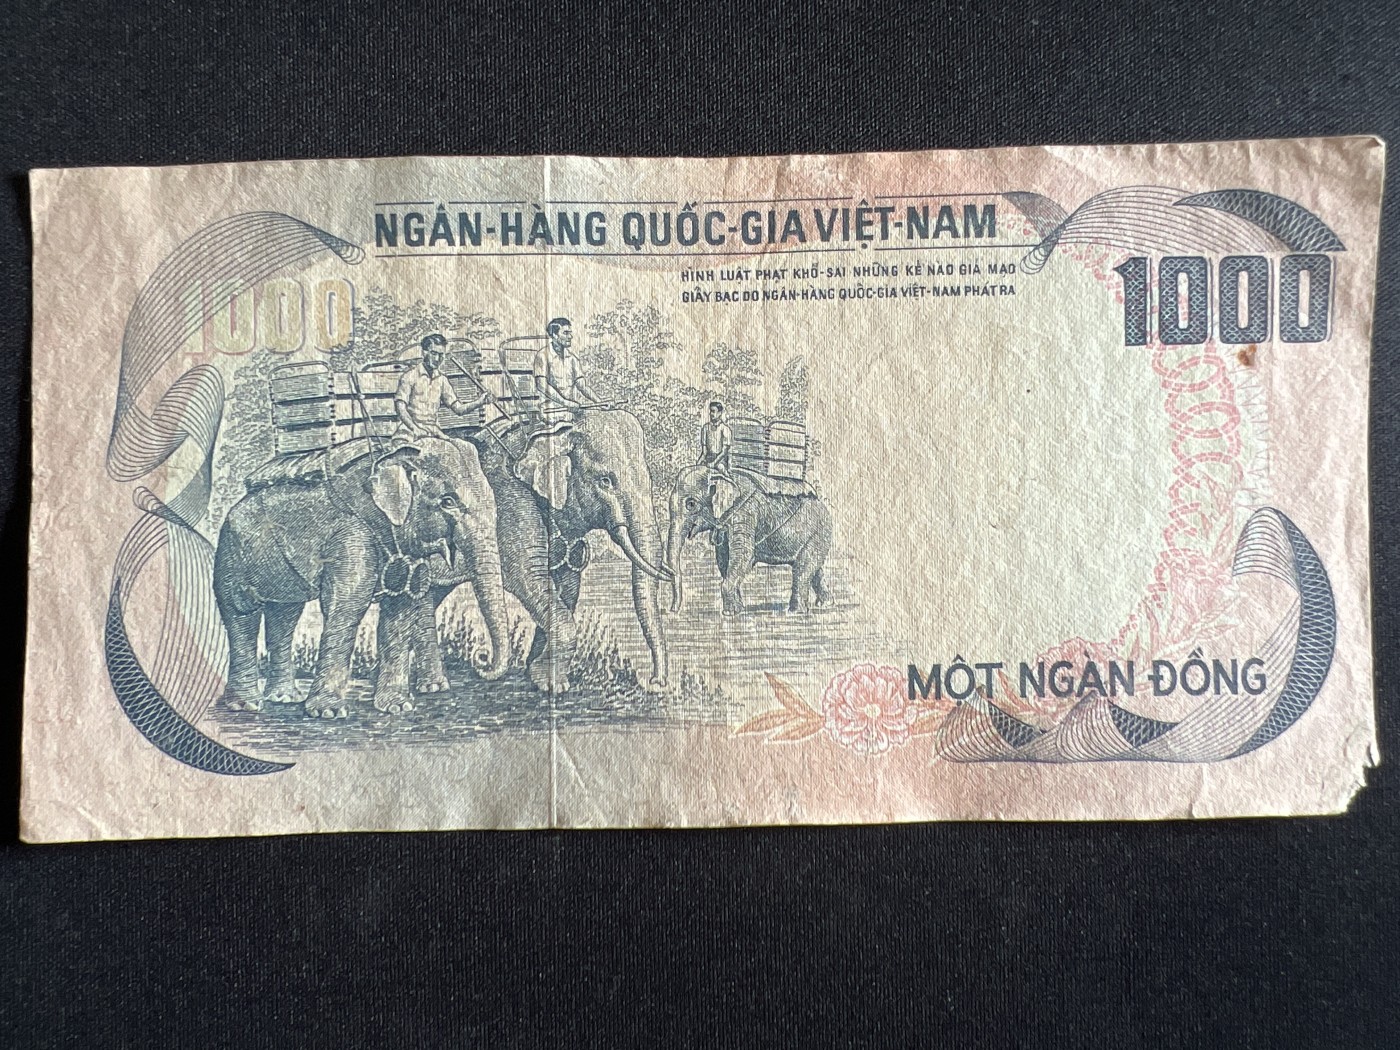 NGÂN-HÀNG QUỐC-GIA VIỆT-NAM
HÌNH LUẬT PHẠT KHỔ-SAI NHỮNG KẺ NÀO GIẢ MẠO
GIẤY BẠC DO NGÂN-HÀNG QUỐC-GIA VIỆT-NAM PHÁT RA
1000
1000
MỘT NGÀN ĐỒNG